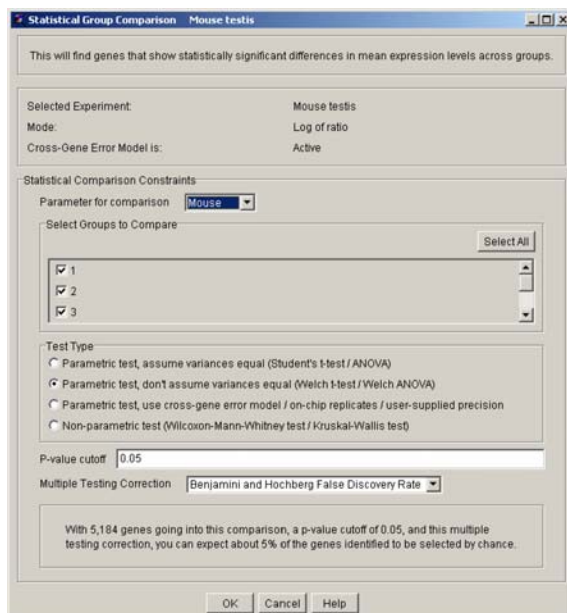 Statistical Group Comparison Mouse testis
This will find genes that show statistically significant differences in mean expression levels across groups.
Selected Experiment: Mouse testis
Mode: Log of ratio
Cross-Gene Error Model is: Active
Statistical Comparison Constraints
Parameter for comparison Mouse
Select Groups to Compare
Select All
1
2
3
Test Type
Parametric test, assume variances equal (Student's t-test / ANOVA)
Parametric test, don't assume variances equal (Welch t-test / Welch ANOVA)
Parametric test, use cross-gene error model / on-chip replicates / user-supplied precision
Non-parametric test (Wilcoxon-Mann-Whitney test / Kruskal-Wallis test)
P-value cutoff 0.05
Multiple Testing Correction Benjamini and Hochberg False Discovery Rate
With 5,184 genes going into this comparison, a p-value cutoff of 0.05, and this multiple
testing correction, you can expect about 5% of the genes identified to be selected by chance.
OK Cancel Help